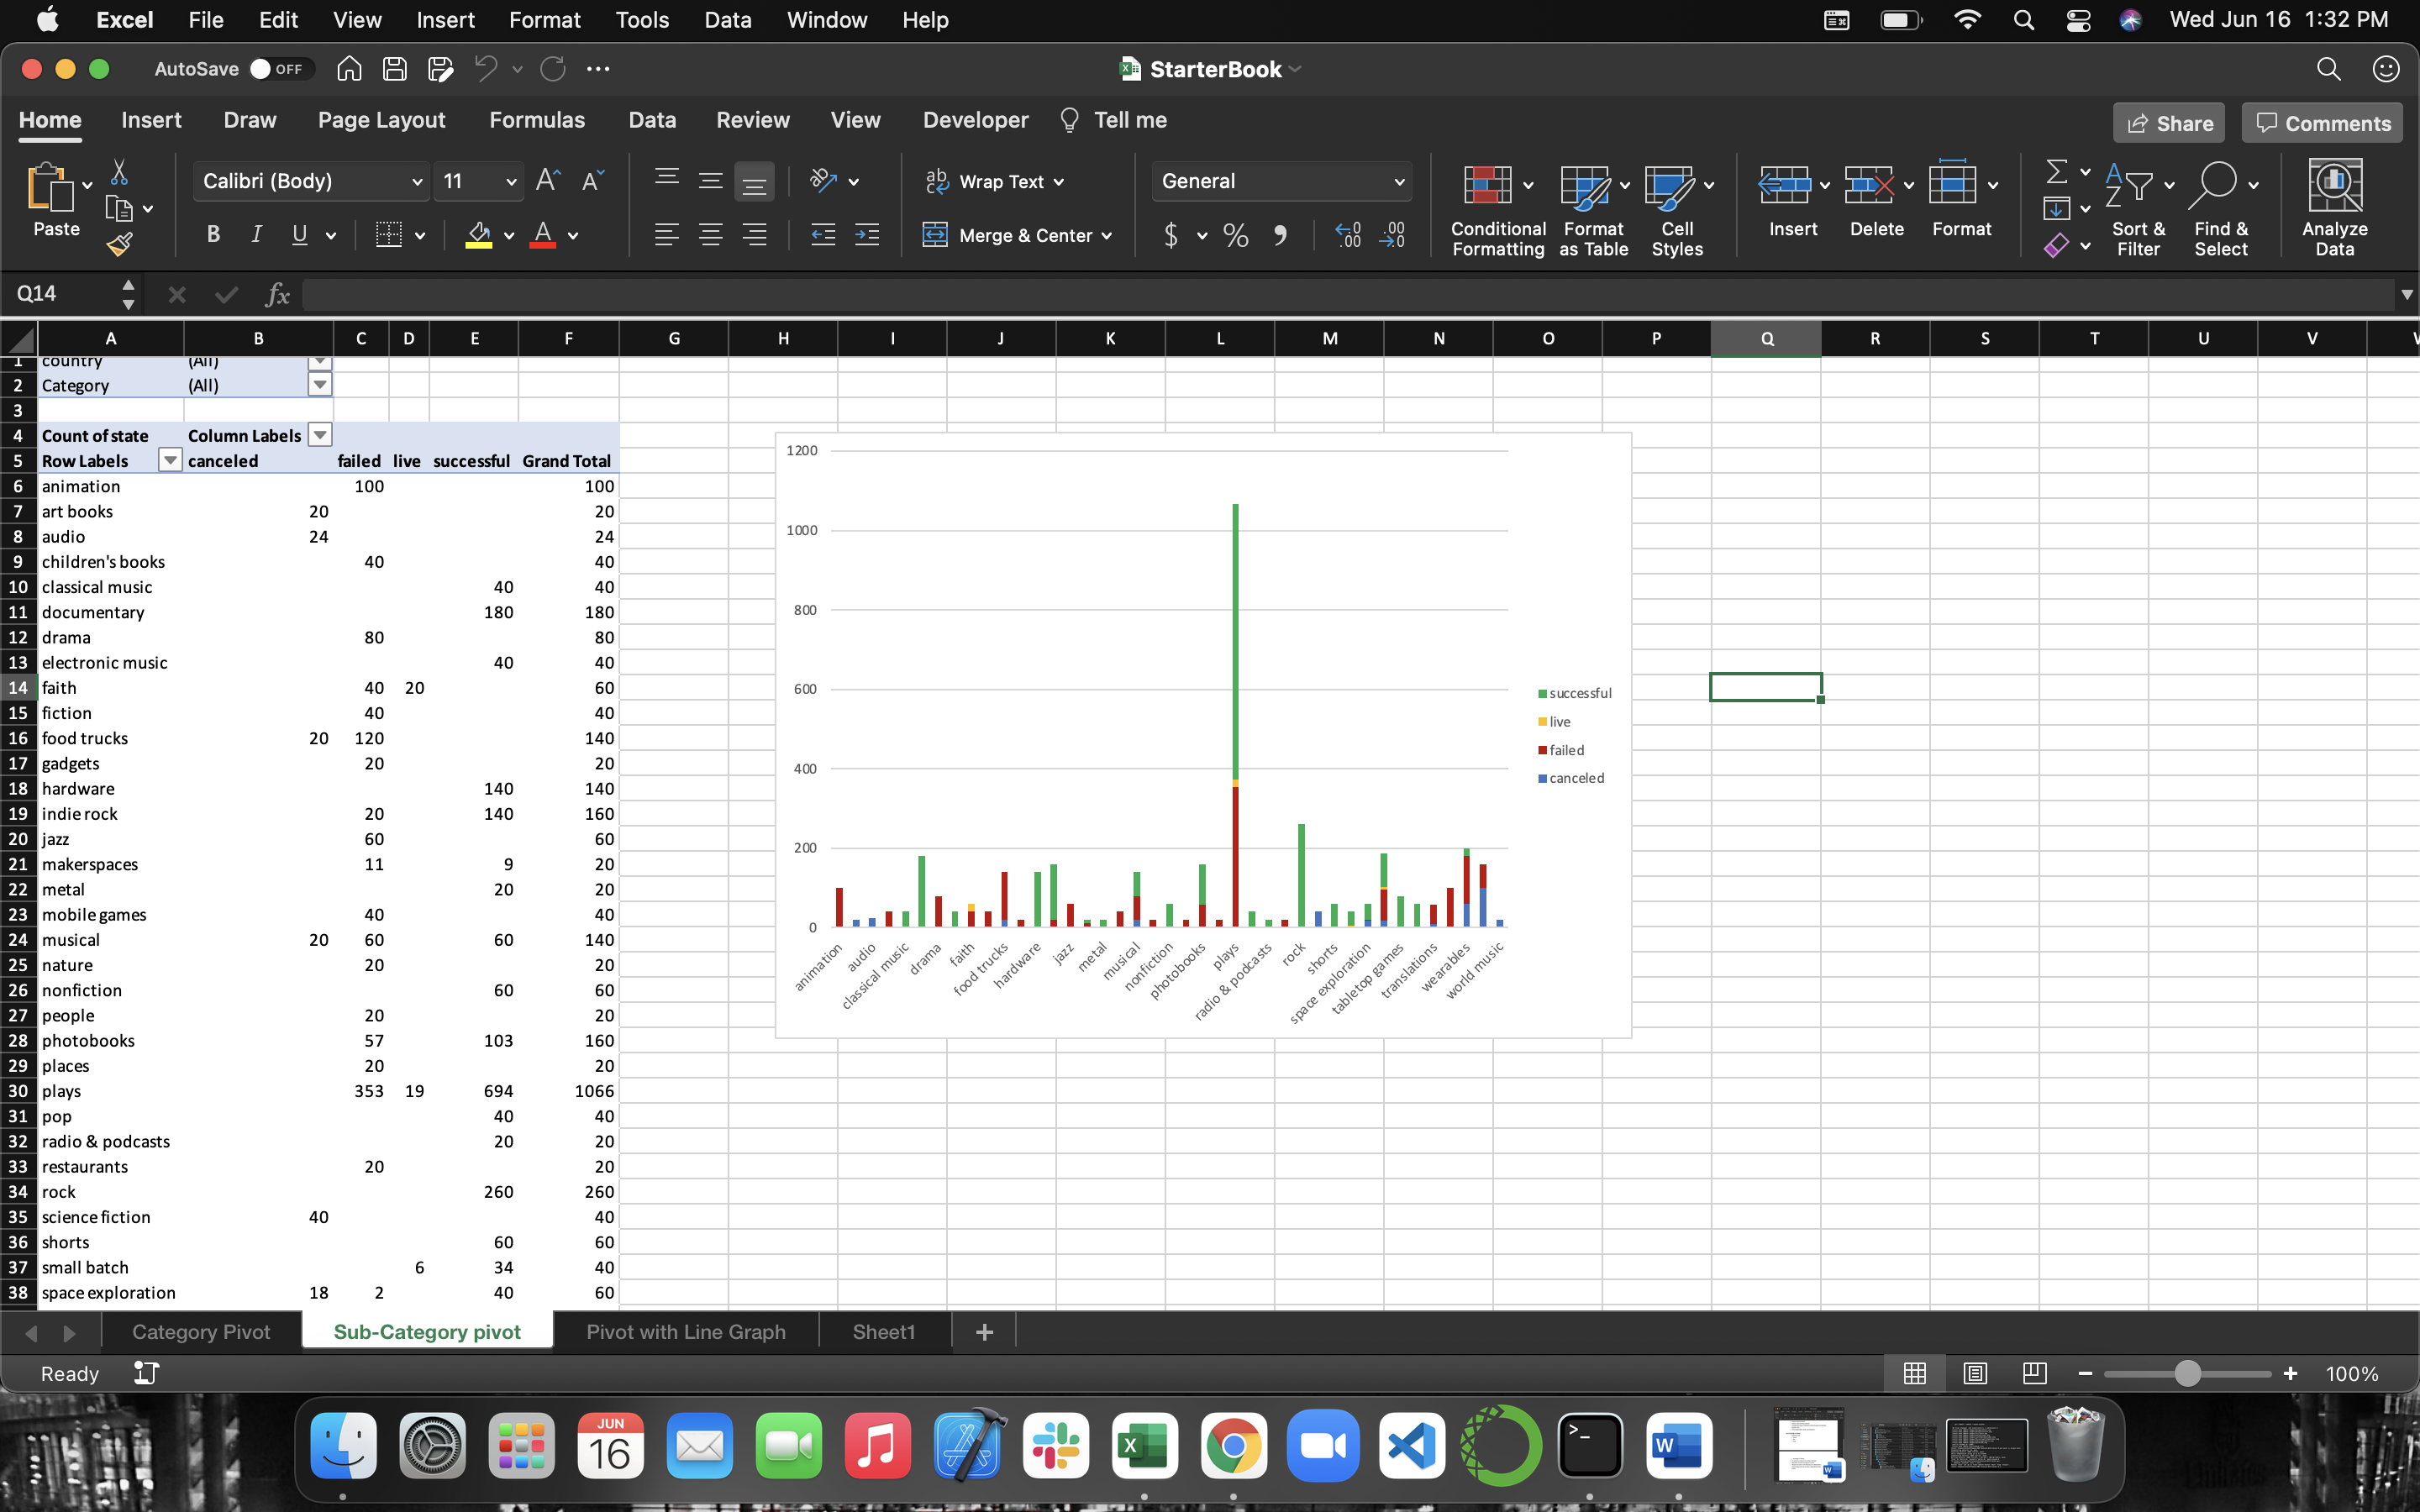 Excel File Edit View Insert Format Tools Data Window Help Wed Jun 16 1:32 PM
AutoSave OFF StarterBook
Home Insert Draw Page Layout Formulas Data Review View Developer Tell me Share Comments
Paste Calibri (Body) 11 Wrap Text General
B I U Merge & Center $ % Conditional Formatting Format as Table Cell Styles Insert Delete Format Sort & Filter Find & Select Analyze Data
Q14 fx
A B C D E F G H I J K L M N O P Q R S T U V
1 country (All)
2 Category (All)
3
4 Count of state Column Labels
5 Row Labels canceled failed live successful Grand Total
6 animation 100 100
7 art books 20 20
8 audio 24 24
9 children's books 40 40
10 classical music 40 40
11 documentary 180 180
12 drama 80 80
13 electronic music 40 40
14 faith 40 20 60
15 fiction 40 40
16 food trucks 20 120 140
17 gadgets 20 20
18 hardware 140 140
19 indie rock 20 140 160
20 jazz 60 60
21 makerspaces 11 9 20
22 metal 20 20
23 mobile games 40 40
24 musical 20 60 60 140
25 nature 20 20
26 nonfiction 60 60
27 people 20 20
28 photobooks 57 103 160
29 places 20 20
30 plays 353 19 694 1066
31 pop 40 40
32 radio & podcasts 20 20
33 restaurants 20 20
34 rock 260 260
35 science fiction 40 40
36 shorts 60 60
37 small batch 6 34 40
38 space exploration 18 2 40 60
1200
1000
800
600
400
200
0
animation audio classical music drama faith food trucks hardware jazz metal musical nonfiction photobooks plays radio & podcasts rock shorts space exploration tabletop games translations wearables world music
successful
live
failed
canceled
Category Pivot Sub-Category pivot Pivot with Line Graph Sheet1 +
Ready 100%
JUN
16